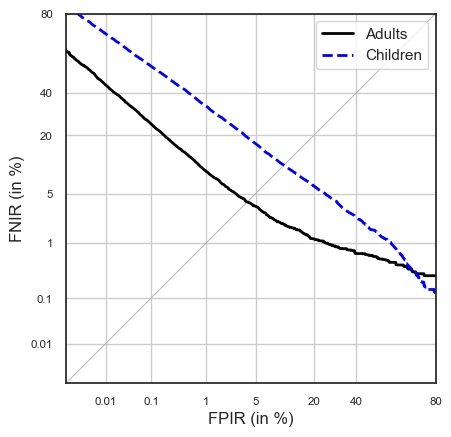 80
40
20
5
1
0.1
0.01
FNIR (in %)
Adults
Children
0.01 0.1 1 5 20 40 80
FPIR (in %)